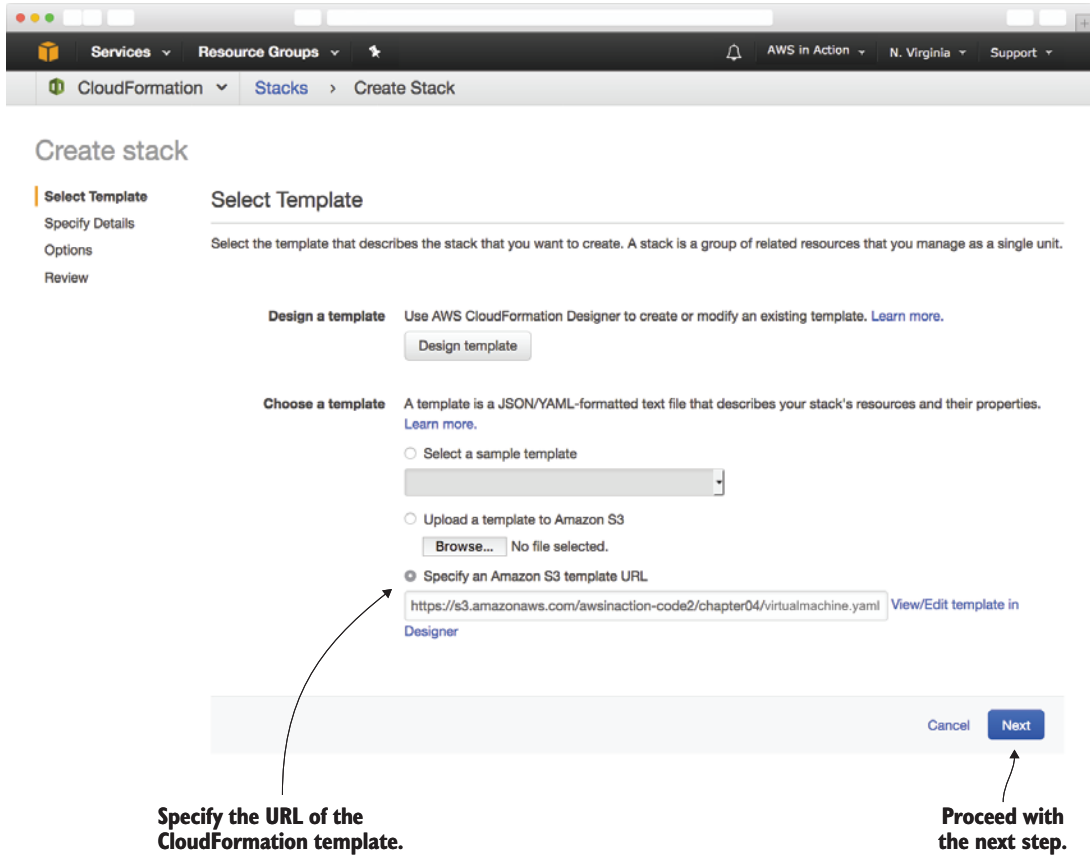 Services Resource Groups AWS in Action N. Virginia Support
CloudFormation Stacks › Create Stack
Create stack
Select Template
Specify Details
Options
Review
Select Template
Select the template that describes the stack that you want to create. A stack is a group of related resources that you manage as a single unit.
Design a template Use AWS CloudFormation Designer to create or modify an existing template. Learn more.
Design template
Choose a template A template is a JSON/YAML-formatted text file that describes your stack's resources and their properties.
Learn more.
Select a sample template
Upload a template to Amazon S3
Browse... No file selected.
Specify an Amazon S3 template URL
https://s3.amazonaws.com/awsinaction-code2/chapter04/virtualmachine.yaml View/Edit template in
Designer
Cancel Next
Specify the URL of the
CloudFormation template.
Proceed with
the next step.